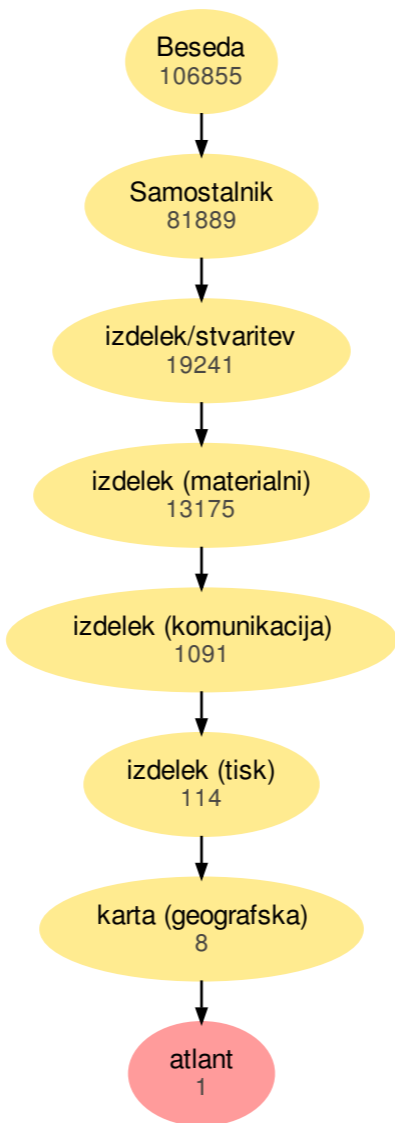 Beseda
106855
Samostalnik
81889
izdelek/stvaritev
19241
izdelek (materialni)
13175
izdelek (komunikacija)
1091
izdelek (tisk)
114
karta (geografska)
8
atlant
1